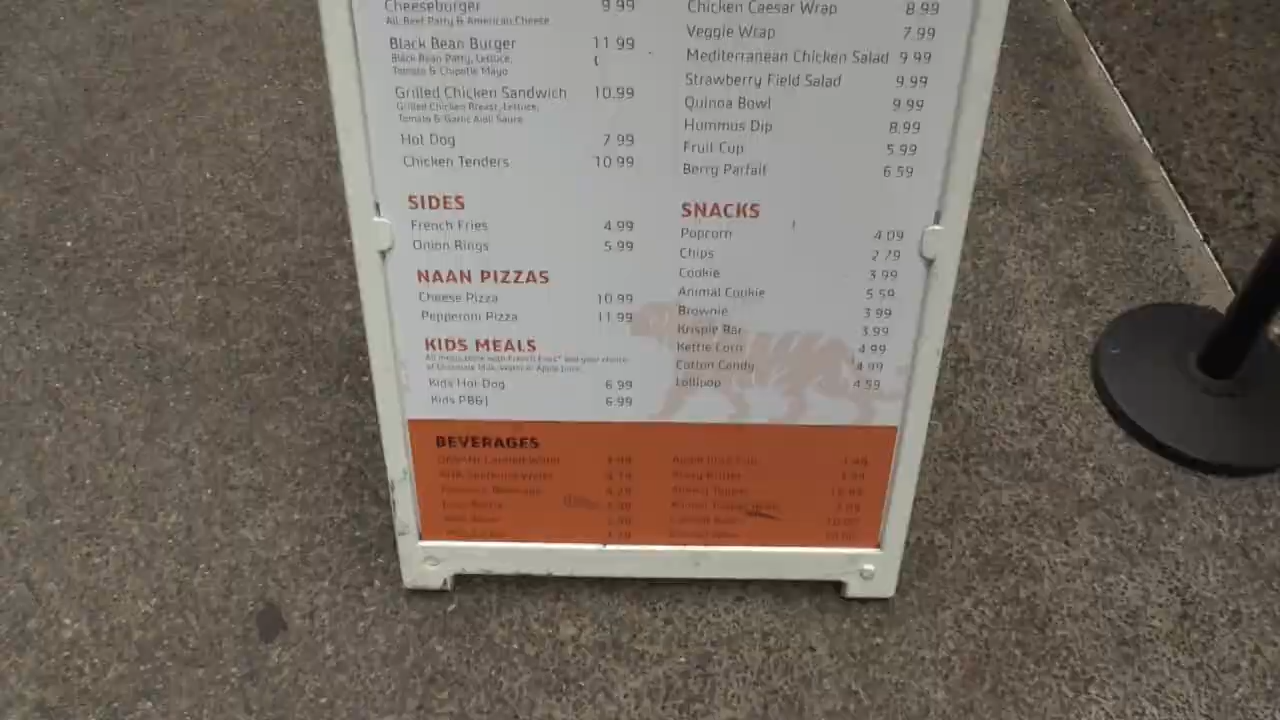 Cheeseburger 9.99
All Beef Patty & American Cheese
Black Bean Burger 11.99
Black Bean Patty, Lettuce,
Tomato & Chipotle Mayo
Grilled Chicken Sandwich 10.99
Grilled Chicken Breast, Lettuce,
Tomato & Garlic Aioli Sauce
Hot Dog 7.99
Chicken Tenders 10.99
SIDES
French Fries 4.99
Onion Rings 5.99
NAAN PIZZAS
Cheese Pizza 10.99
Pepperoni Pizza 11.99
KIDS MEALS
All meals come with French Fries* and your choice
of Chocolate Milk, Water or Apple Juice
Kids Hot Dog 6.99
Kids PB&J 6.99
Chicken Caesar Wrap 8.99
Veggie Wrap 7.99
Mediterranean Chicken Salad 9.99
Strawberry Field Salad 9.99
Quinoa Bowl 9.99
Hummus Dip 8.99
Fruit Cup 5.99
Berry Parfait 6.59
SNACKS
Popcorn 4.09
Chips 2.79
Cookie 3.99
Animal Cookie 5.59
Brownie 3.99
Krispie Bar 3.99
Kettle Corn 4.99
Cotton Candy 4.99
Lollipop 4.59
BEVERAGES